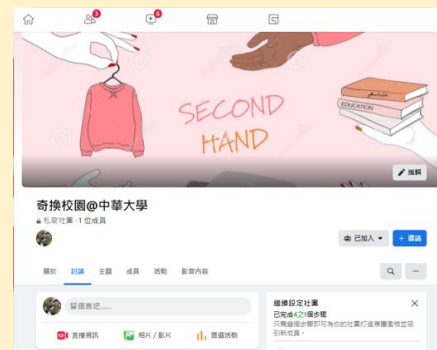 3
6
SECOND
HAND
EDUCATION
編輯
奇換校園@中華大學
私密社團 · 1 位成員
已加入
+ 邀請
關於 討論 主題 成員 活動 影音內容
留個言吧......
直播視訊 相片／影片 票選活動
繼續設定社團
已完成4之1個步驟
只需幾個步驟即可為你的社團打造專屬風格並吸
引新成員。